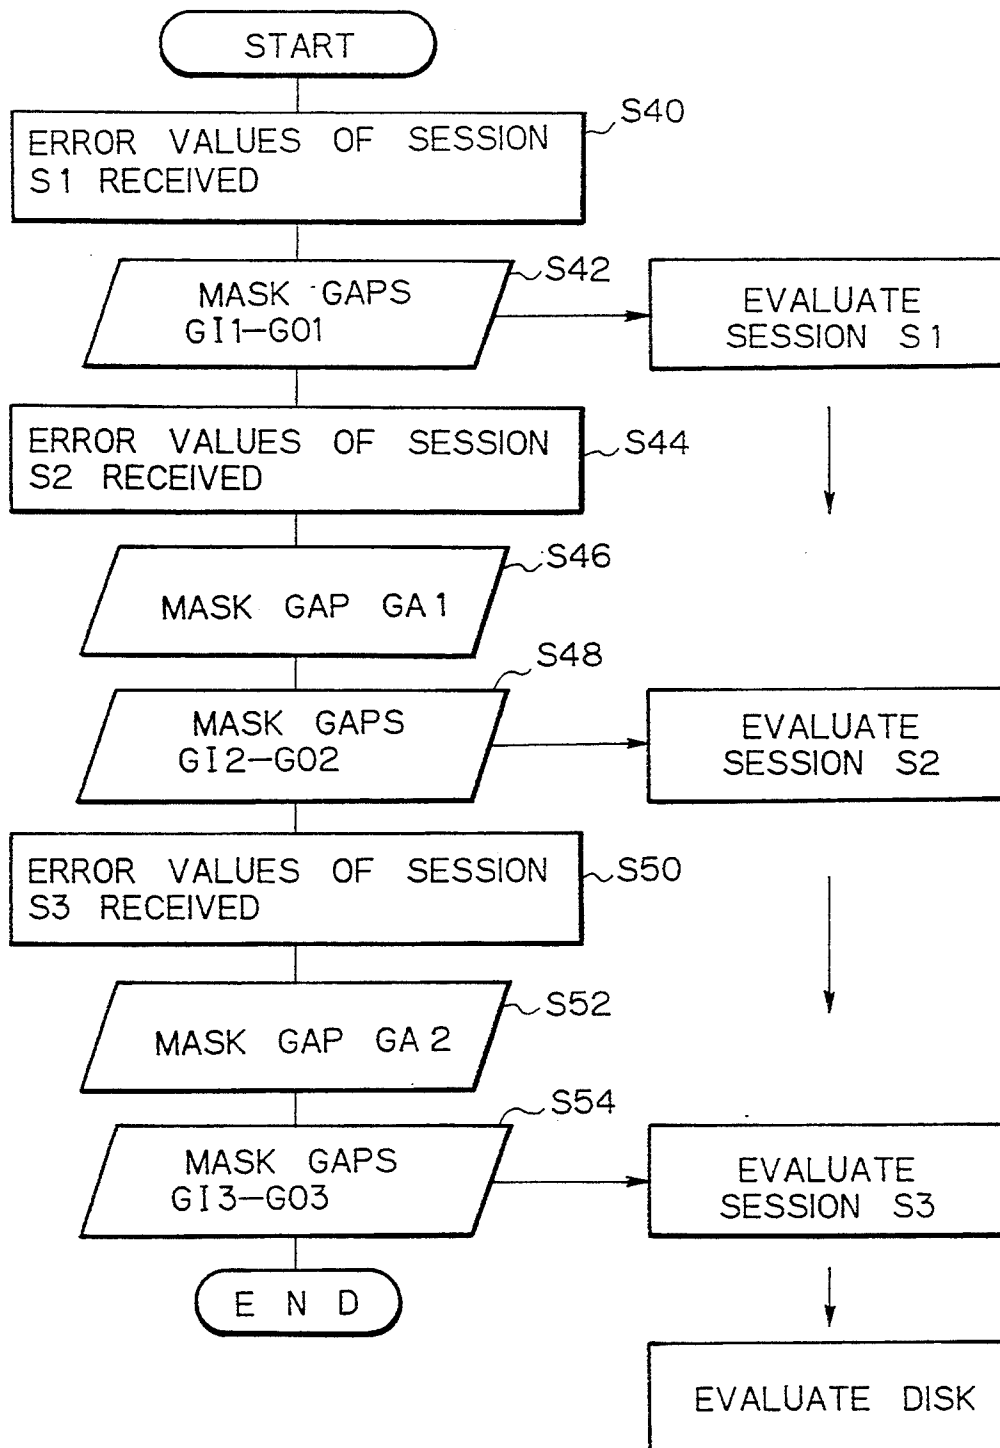 START
ERROR VALUES OF SESSION
S1 RECEIVED
S40
MASK GAPS
GI1-GO1
S42
EVALUATE
SESSION S1
ERROR VALUES OF SESSION
S2 RECEIVED
S44
MASK GAP GA1
S46
MASK GAPS
GI2-GO2
S48
EVALUATE
SESSION S2
ERROR VALUES OF SESSION
S3 RECEIVED
S50
MASK GAP GA2
S52
MASK GAPS
GI3-GO3
S54
EVALUATE
SESSION S3
END
EVALUATE DISK